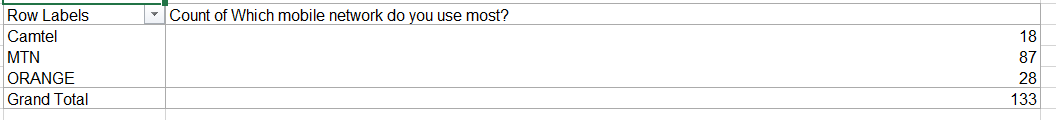 Row Labels Count of Which mobile network do you use most?
Camtel 18
MTN 87
ORANGE 28
Grand Total 133